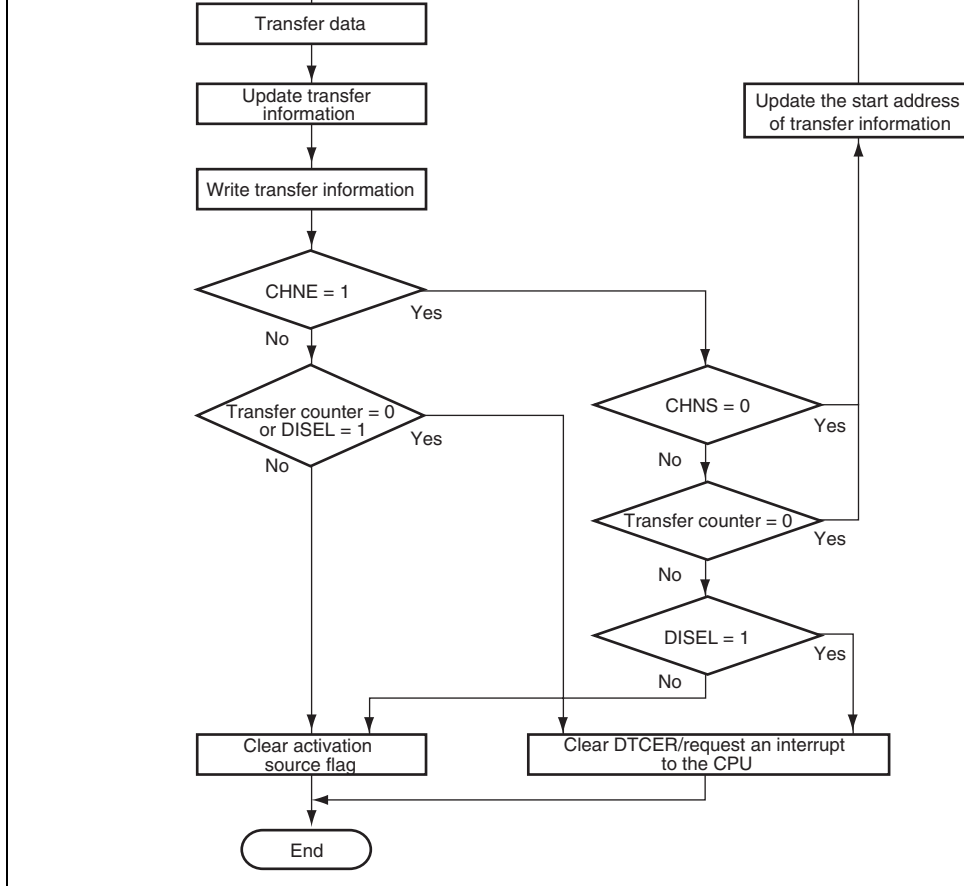 Transfer data
Update transfer
information
Update the start address
of transfer information
Write transfer information
CHNE = 1
Yes
No
Transfer counter = 0
or DISEL = 1
Yes
No
CHNS = 0
Yes
No
Transfer counter = 0
Yes
No
DISEL = 1
Yes
No
Clear activation
source flag
Clear DTCER/request an interrupt
to the CPU
End